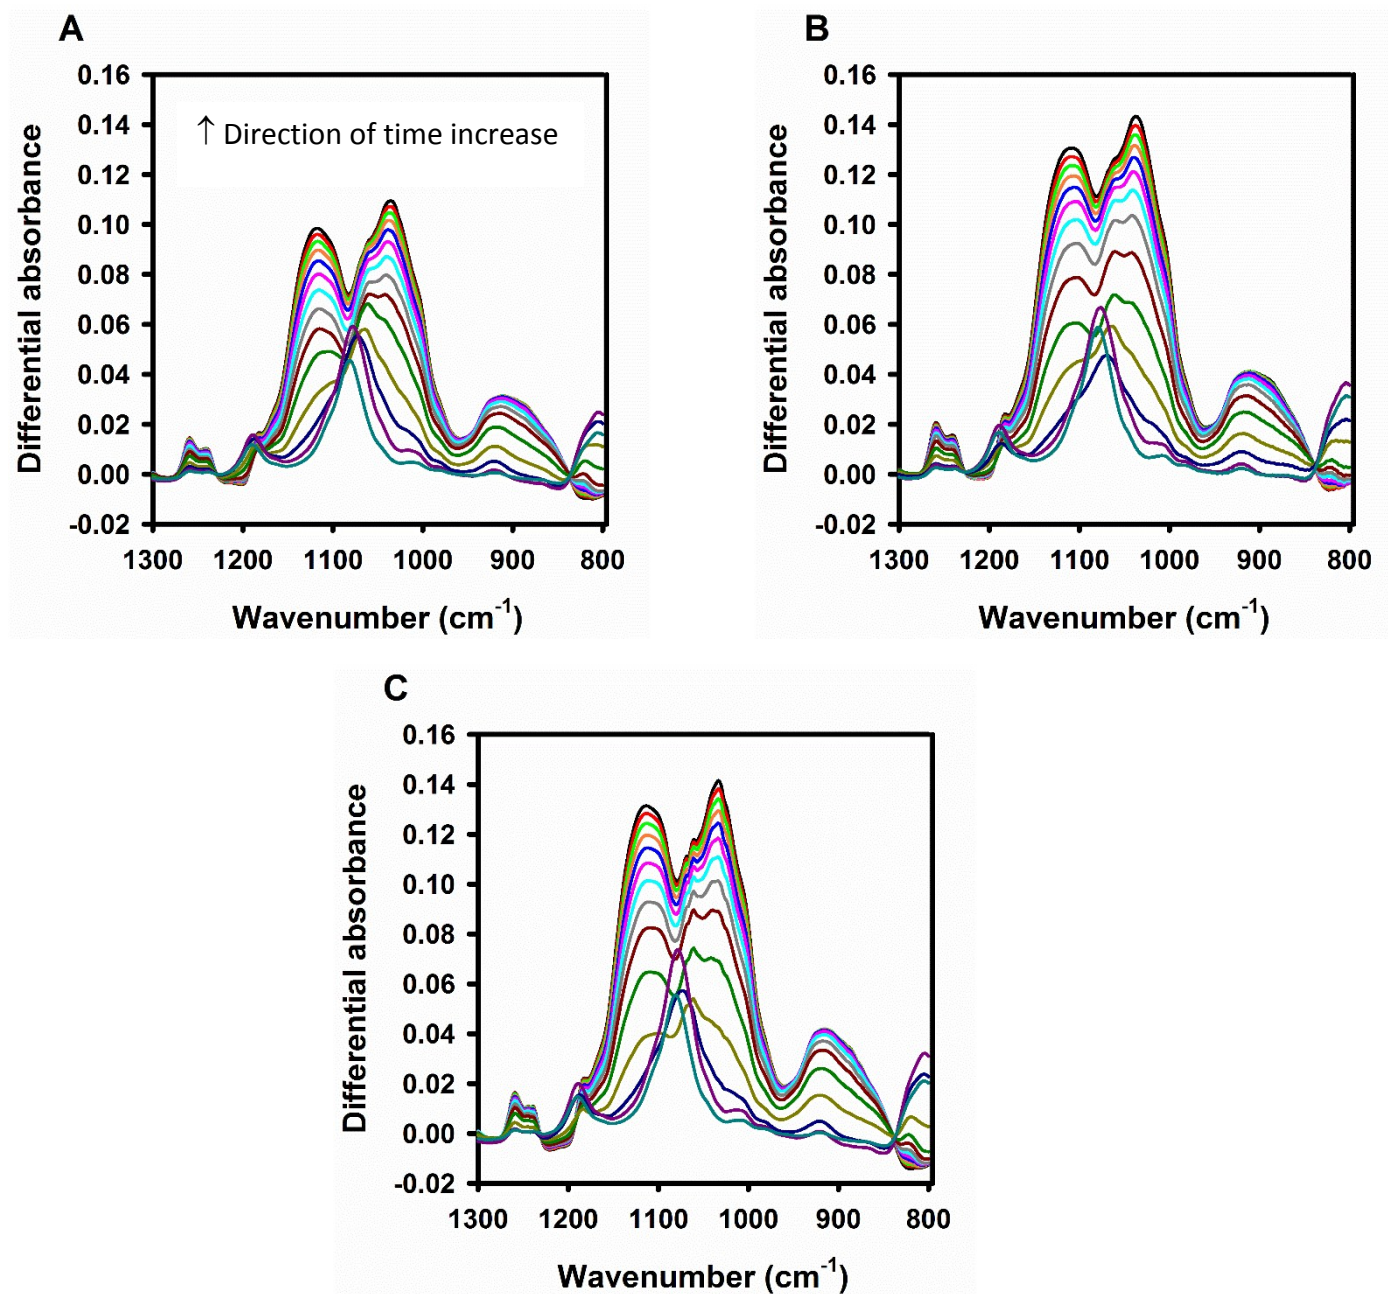 A
Differential absorbance
0.16
0.14
0.12
0.10
0.08
0.06
0.04
0.02
0.00
-0.02
↑ Direction of time increase
1300 1200 1100 1000 900 800
Wavenumber (cm⁻¹)
B
Differential absorbance
0.16
0.14
0.12
0.10
0.08
0.06
0.04
0.02
0.00
-0.02
1300 1200 1100 1000 900 800
Wavenumber (cm⁻¹)
C
Differential absorbance
0.16
0.14
0.12
0.10
0.08
0.06
0.04
0.02
0.00
-0.02
1300 1200 1100 1000 900 800
Wavenumber (cm⁻¹)